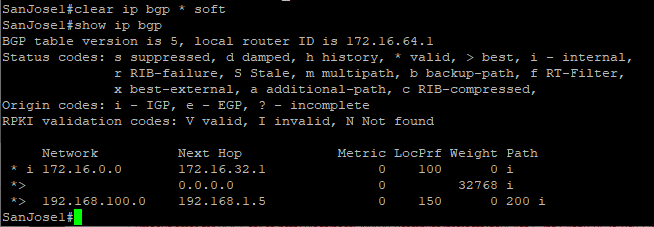 SanJose1#clear ip bgp * soft
SanJose1#show ip bgp
BGP table version is 5, local router ID is 172.16.64.1
Status codes: s suppressed, d damped, h history, * valid, > best, i - internal,
              r RIB-failure, S Stale, m multipath, b backup-path, f RT-Filter,
              x best-external, a additional-path, c RIB-compressed,
Origin codes: i - IGP, e - EGP, ? - incomplete
RPKI validation codes: V valid, I invalid, N Not found

     Network          Next Hop            Metric LocPrf Weight Path
 * i 172.16.0.0       172.16.32.1              0    100      0 i
 *>                   0.0.0.0                  0         32768 i
 *>  192.168.100.0    192.168.1.5              0    150      0 200 i
SanJose1#